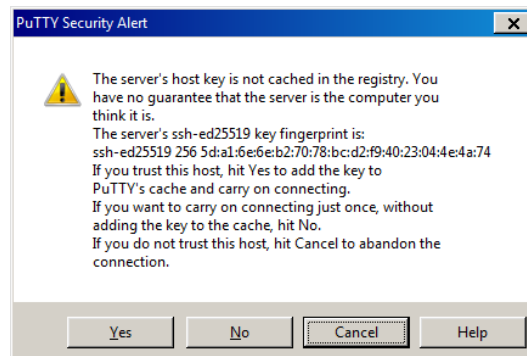 PuTTY Security Alert
The server's host key is not cached in the registry. You
have no guarantee that the server is the computer you
think it is.
The server's ssh-ed25519 key fingerprint is:
ssh-ed25519 256 5d:a1:6e:6e:b2:70:78:bc:d2:f9:40:23:04:4e:4a:74
If you trust this host, hit Yes to add the key to
PuTTY's cache and carry on connecting.
If you want to carry on connecting just once, without
adding the key to the cache, hit No.
If you do not trust this host, hit Cancel to abandon the
connection.
Yes No Cancel Help